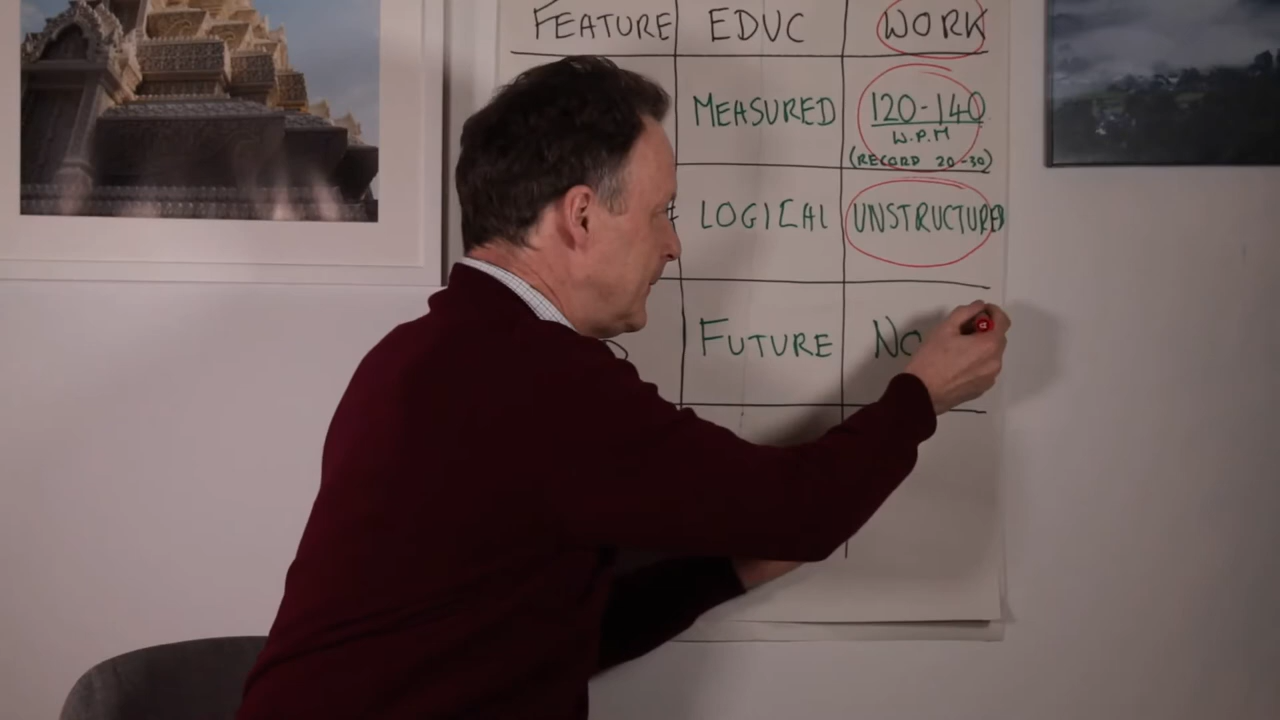 FEATURE EDUC WORK
MEASURED 120-140
W.P.M
(RECORD 20-30)
LOGICAL UNSTRUCTURED
FUTURE